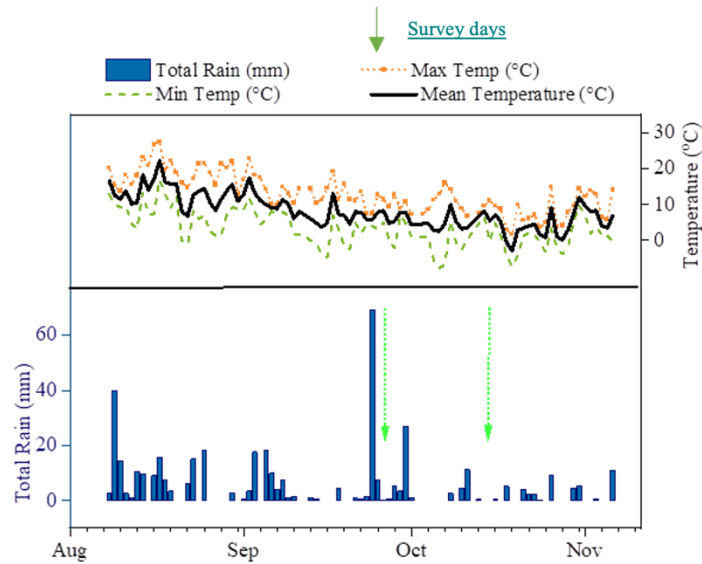 Survey days
Total Rain (mm) Max Temp (°C)
Min Temp (°C) Mean Temperature (°C)
30
20
10
0
Temperature (°C)
60
40
20
0
Total Rain (mm)
Aug Sep Oct Nov